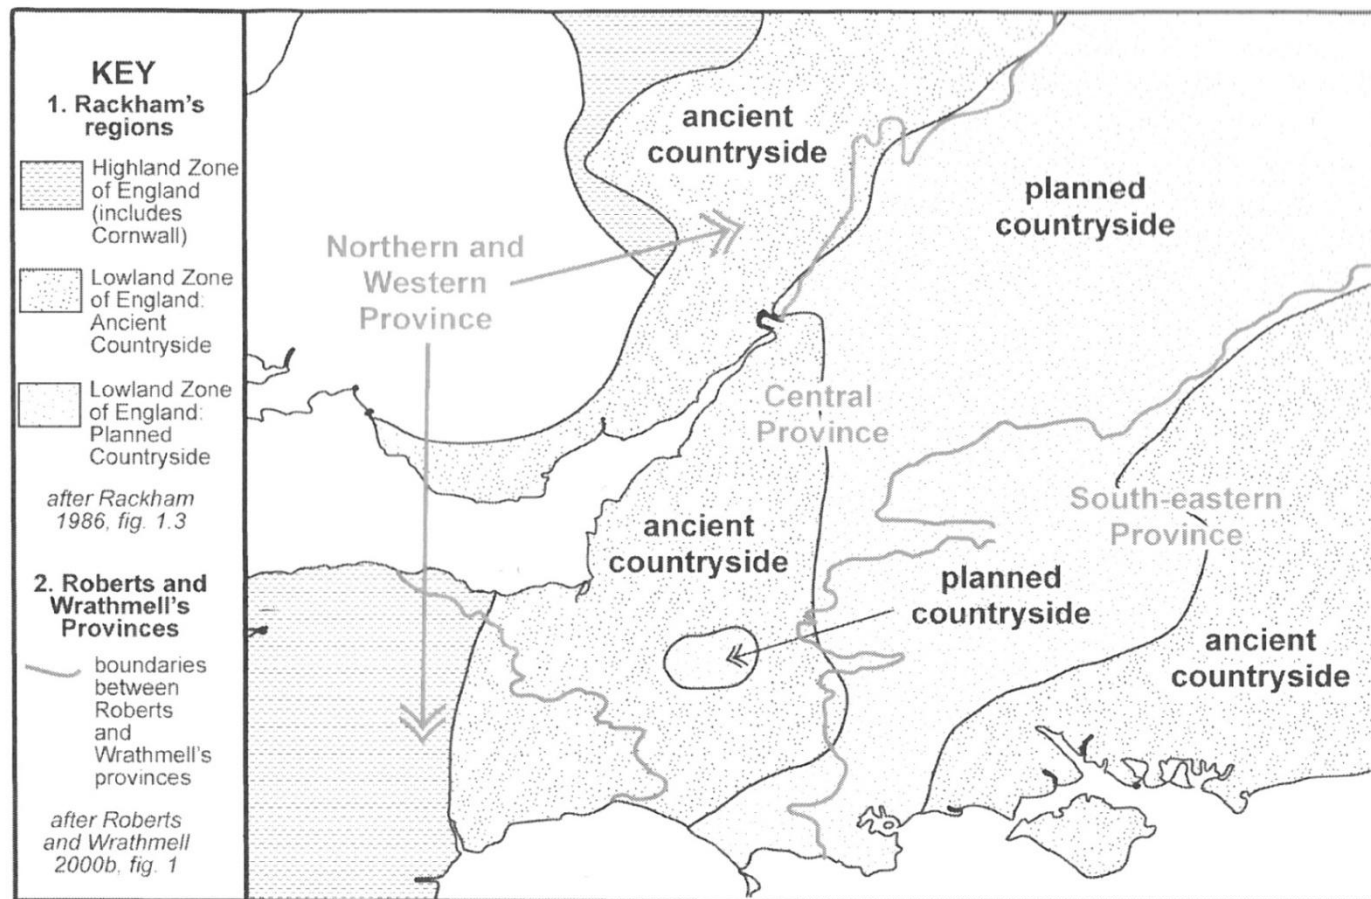 KEY
1. Rackham's
regions
Highland Zone
of England
(includes
Cornwall)
Lowland Zone
of England:
Ancient
Countryside
Lowland Zone
of England:
Planned
Countryside
after Rackham
1986, fig. 1.3
2. Roberts and
Wrathmell's
Provinces
boundaries
between
Roberts
and
Wrathmell's
provinces
after Roberts
and Wrathmell
2000b, fig. 1
ancient
countryside
planned
countryside
Northern and
Western
Province
Central
Province
South-eastern
Province
ancient
countryside
planned
countryside
ancient
countryside